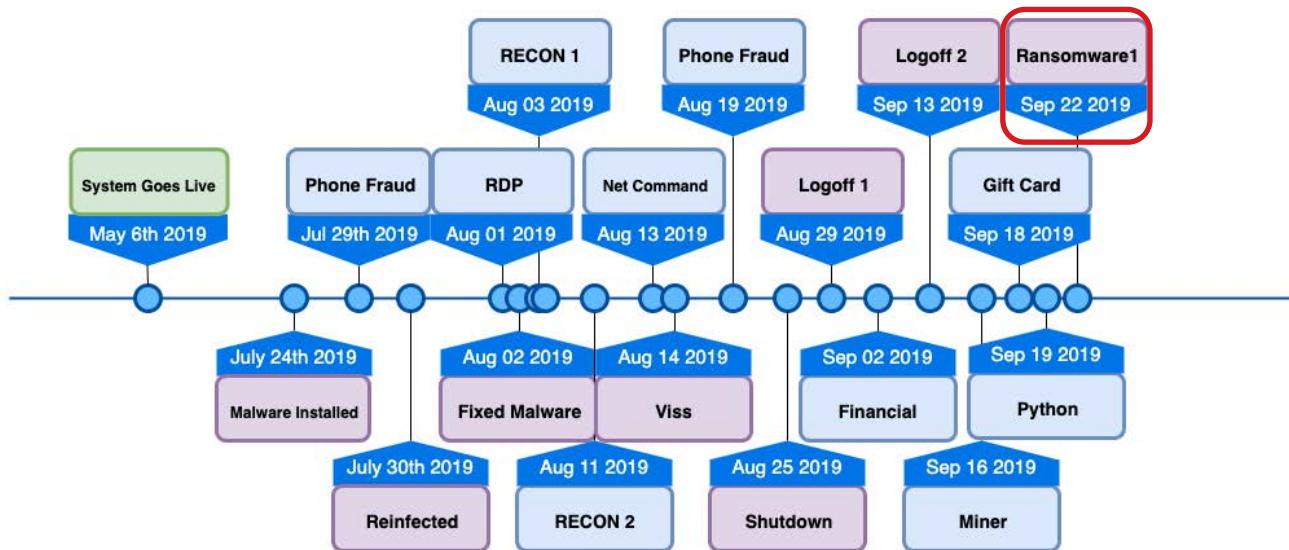 RECON 1
Aug 03 2019
Phone Fraud
Aug 19 2019
Logoff 2
Sep 13 2019
Ransomware1
Sep 22 2019
System Goes Live
May 6th 2019
Phone Fraud
Jul 29th 2019
RDP
Aug 01 2019
Net Command
Aug 13 2019
Logoff 1
Aug 29 2019
Gift Card
Sep 18 2019
July 24th 2019
Malware Installed
Aug 02 2019
Fixed Malware
Aug 14 2019
Viss
Sep 02 2019
Financial
Sep 19 2019
Python
July 30th 2019
Reinfected
Aug 11 2019
RECON 2
Aug 25 2019
Shutdown
Sep 16 2019
Miner